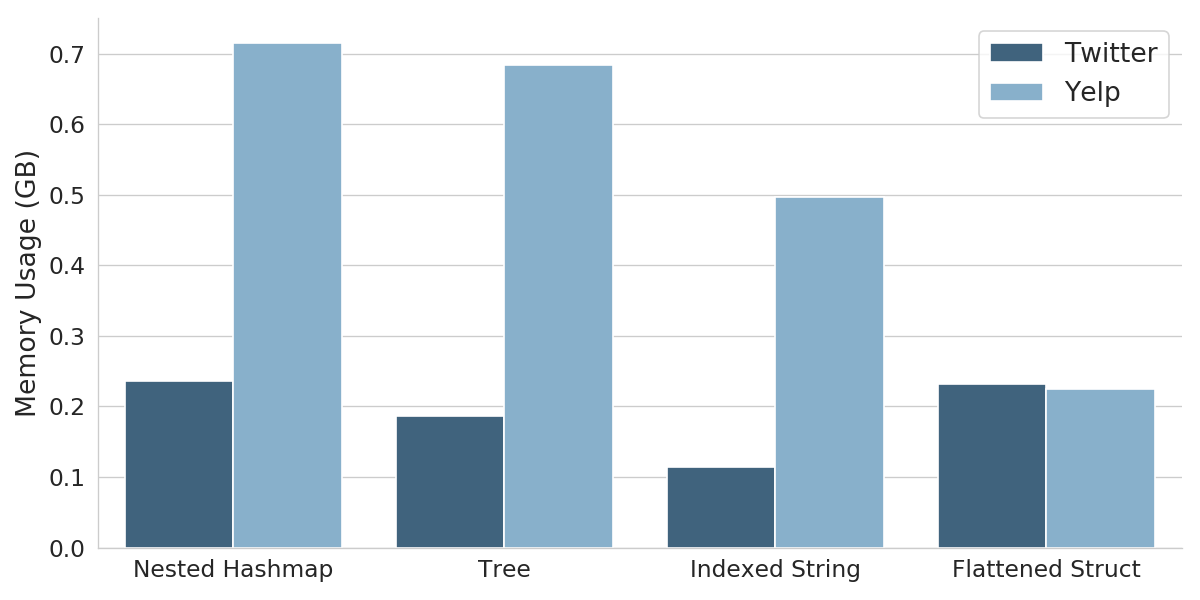 Memory Usage (GB)
0.7
0.6
0.5
0.4
0.3
0.2
0.1
0.0
Twitter
Yelp
Nested Hashmap
Tree
Indexed String
Flattened Struct